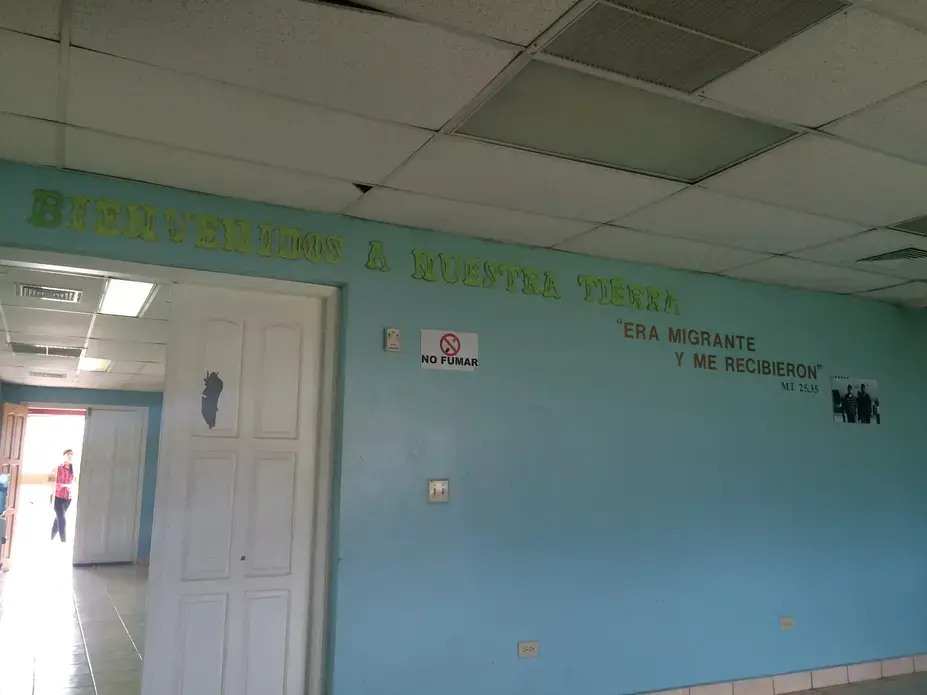 BIENVENIDOS A NUESTRA TIERRA
"ERA MIGRANTE
Y ME RECIBIERON"
MT 25,35
NO FUMAR